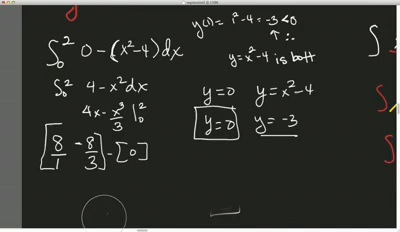 ∫₀² 0 - (x²-4)dx
∫₀² 4 - x² dx
4x - x³/3 |₀²
[8/1 - 8/3] - [0]
y(1) = 1²-4 = -3 < 0
↑ ∴
y = x²-4 is bott
y=0 y = x²-4
y=0 y = -3
∫
∫
∫